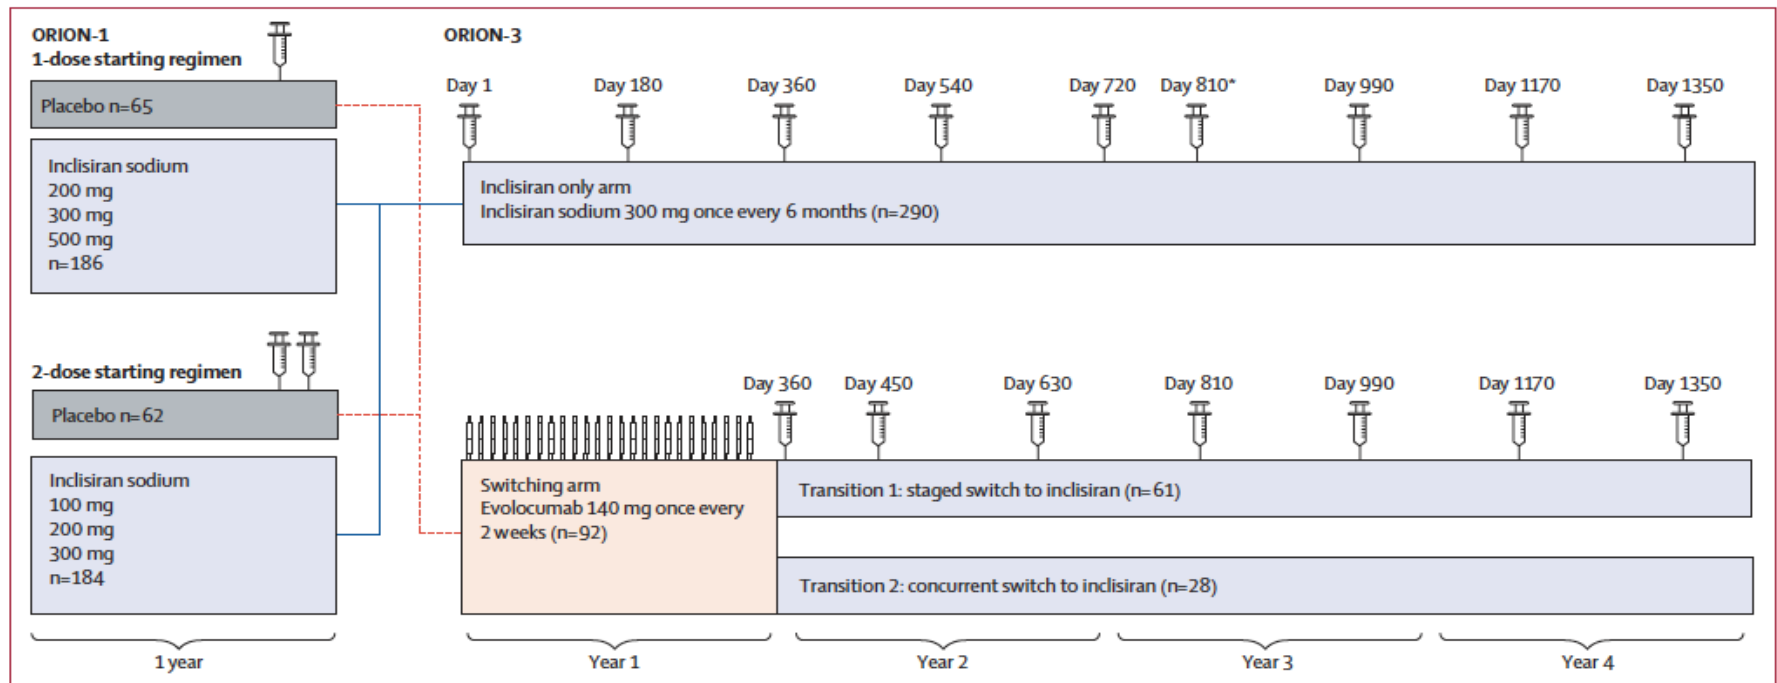 ORION-1
1-dose starting regimen
Placebo n=65
Inclisiran sodium
200 mg
300 mg
500 mg
n=186
2-dose starting regimen
Placebo n=62
Inclisiran sodium
100 mg
200 mg
300 mg
n=184
1 year
ORION-3
Day 1
Day 180
Day 360
Day 540
Day 720
Day 810*
Day 990
Day 1170
Day 1350
Inclisiran only arm
Inclisiran sodium 300 mg once every 6 months (n=290)
Day 360
Day 450
Day 630
Day 810
Day 990
Day 1170
Day 1350
Switching arm
Evolocumab 140 mg once every
2 weeks (n=92)
Transition 1: staged switch to inclisiran (n=61)
Transition 2: concurrent switch to inclisiran (n=28)
Year 1
Year 2
Year 3
Year 4